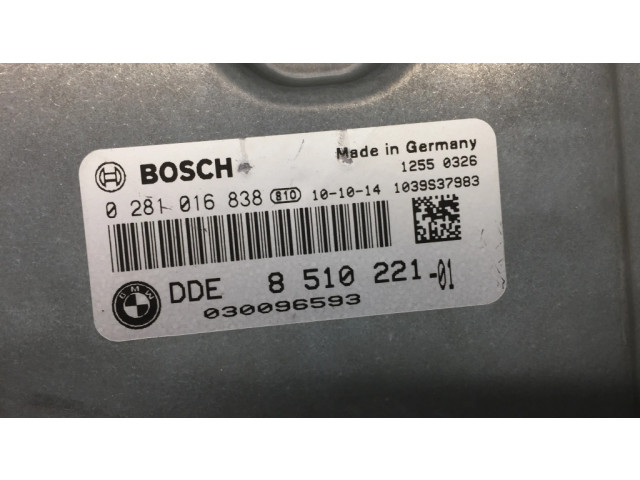 BOSCH Made in Germany
1255 0326
0 281 016 838 810 10-10-14 1039S37983
BMW DDE 8 510 221-01
030096593